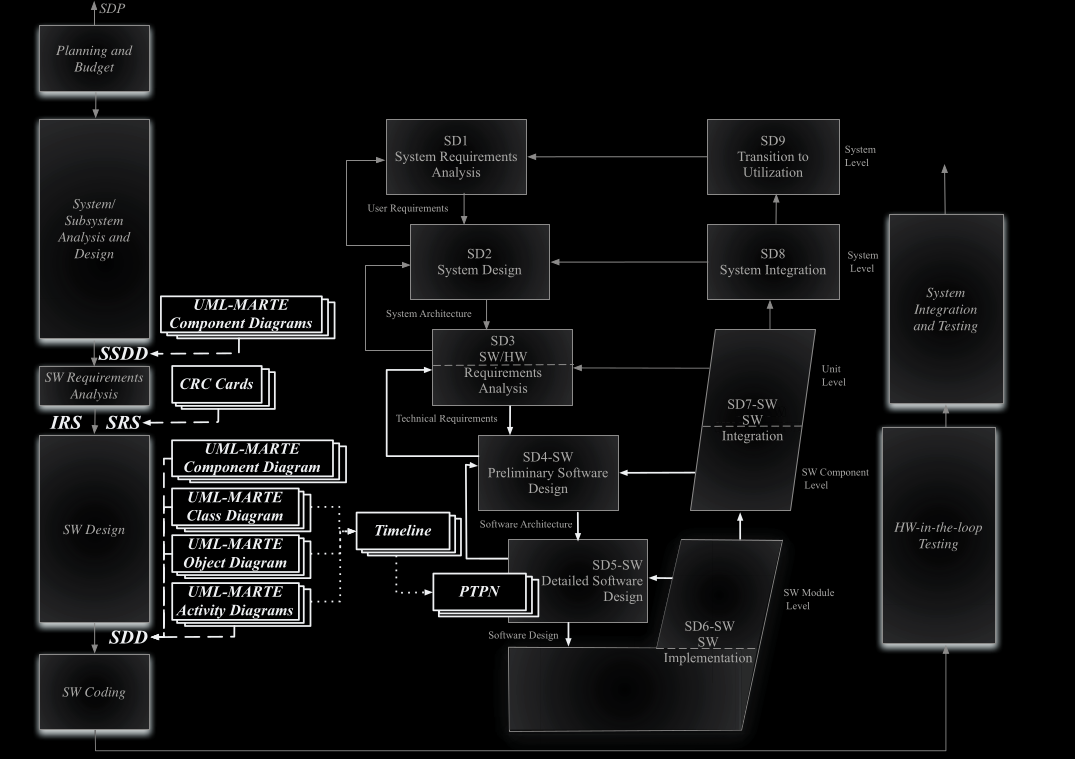 SDP
Planning and
Budget
System/
Subsystem
Analysis and
Design
UML-MARTE
Component Diagrams
SSDD
SW Requirements
Analysis
CRC Cards
IRS SRS
SW Design
UML-MARTE
Component Diagram
UML-MARTE
Class Diagram
UML-MARTE
Object Diagram
UML-MARTE
Activity Diagrams
SDD
SW Coding
Timeline
PTPN
SD1
System Requirements
Analysis
User Requirements
SD2
System Design
System Architecture
SD3
SW/HW
Requirements
Analysis
Technical Requirements
SD4-SW
Preliminary Software
Design
Software Architecture
SD5-SW
Detailed Software
Design
Software Design
SD6-SW
SW
Implementation
SW Module
Level
SD7-SW
SW
Integration
Unit
Level
SW Component
Level
SD8
System Integration
System
Level
SD9
Transition to
Utilization
System
Level
System
Integration
and Testing
HW-in-the-loop
Testing